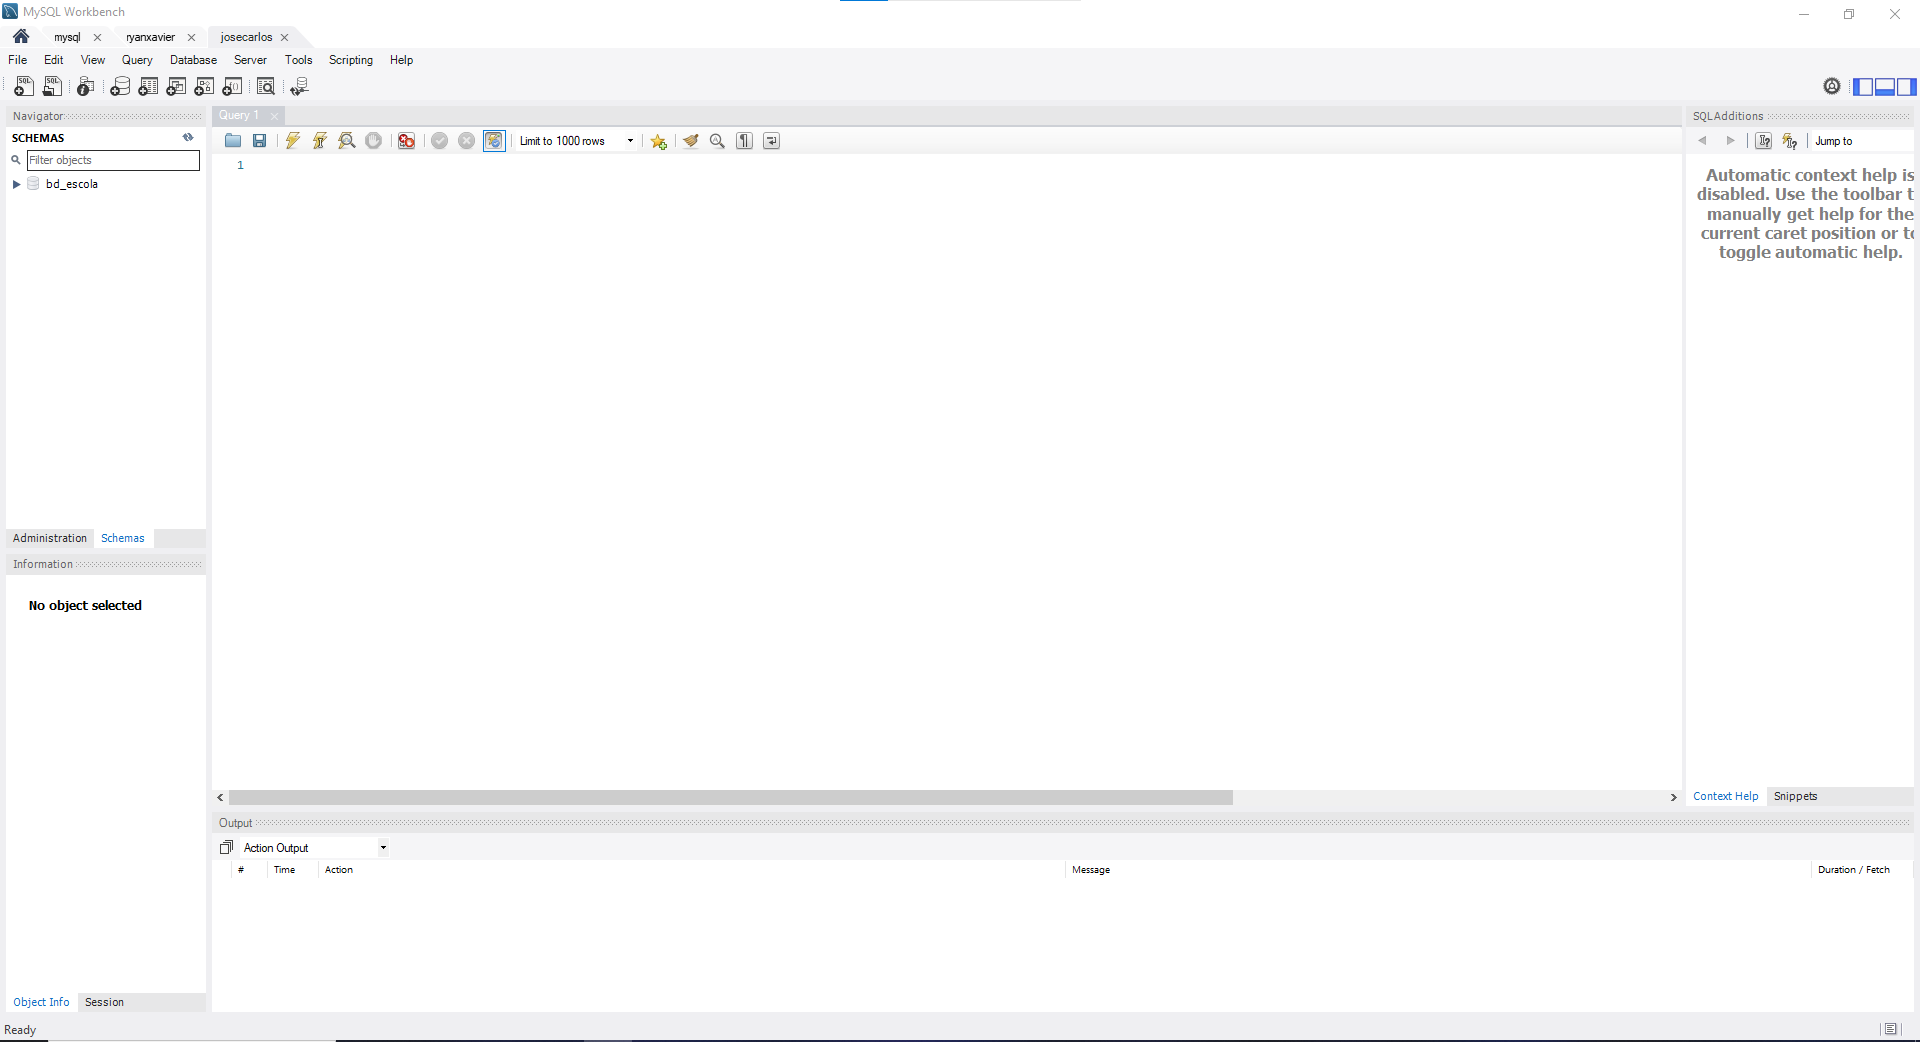 MySQL Workbench
mysql
ryanxavier
josecarlos
File Edit View Query Database Server Tools Scripting Help
Navigator
SCHEMAS
Filter objects
bd_escola
Administration Schemas
Information
No object selected
Object Info Session
Query 1
Limit to 1000 rows
1
Output
Action Output
# Time Action Message Duration / Fetch
SQLAdditions
Jump to
Automatic context help is
disabled. Use the toolbar t
manually get help for the
current caret position or to
toggle automatic help.
Context Help Snippets
Ready